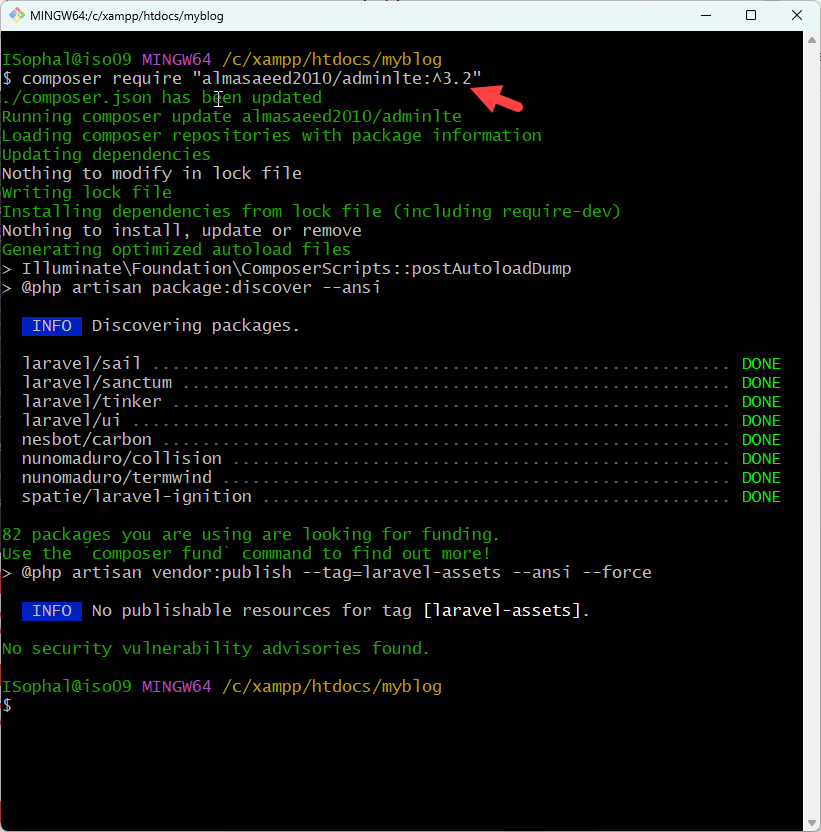 MINGW64:/c/xampp/htdocs/myblog
ISophal@iso09 MINGW64 /c/xampp/htdocs/myblog
$ composer require "almasaeed2010/adminlte:^3.2"
./composer.json has been updated
Running composer update almasaeed2010/adminlte
Loading composer repositories with package information
Updating dependencies
Nothing to modify in lock file
Writing lock file
Installing dependencies from lock file (including require-dev)
Nothing to install, update or remove
Generating optimized autoload files
> Illuminate\Foundation\ComposerScripts::postAutoloadDump
> @php artisan package:discover --ansi
INFO Discovering packages.
laravel/sail .......................................................... DONE
laravel/sanctum ....................................................... DONE
laravel/tinker ........................................................ DONE
laravel/ui ............................................................ DONE
nesbot/carbon ......................................................... DONE
nunomaduro/collision .................................................. DONE
nunomaduro/termwind ................................................... DONE
spatie/laravel-ignition ............................................... DONE
82 packages you are using are looking for funding.
Use the `composer fund` command to find out more!
> @php artisan vendor:publish --tag=laravel-assets --ansi --force
INFO No publishable resources for tag [laravel-assets].
No security vulnerability advisories found.
ISophal@iso09 MINGW64 /c/xampp/htdocs/myblog
$